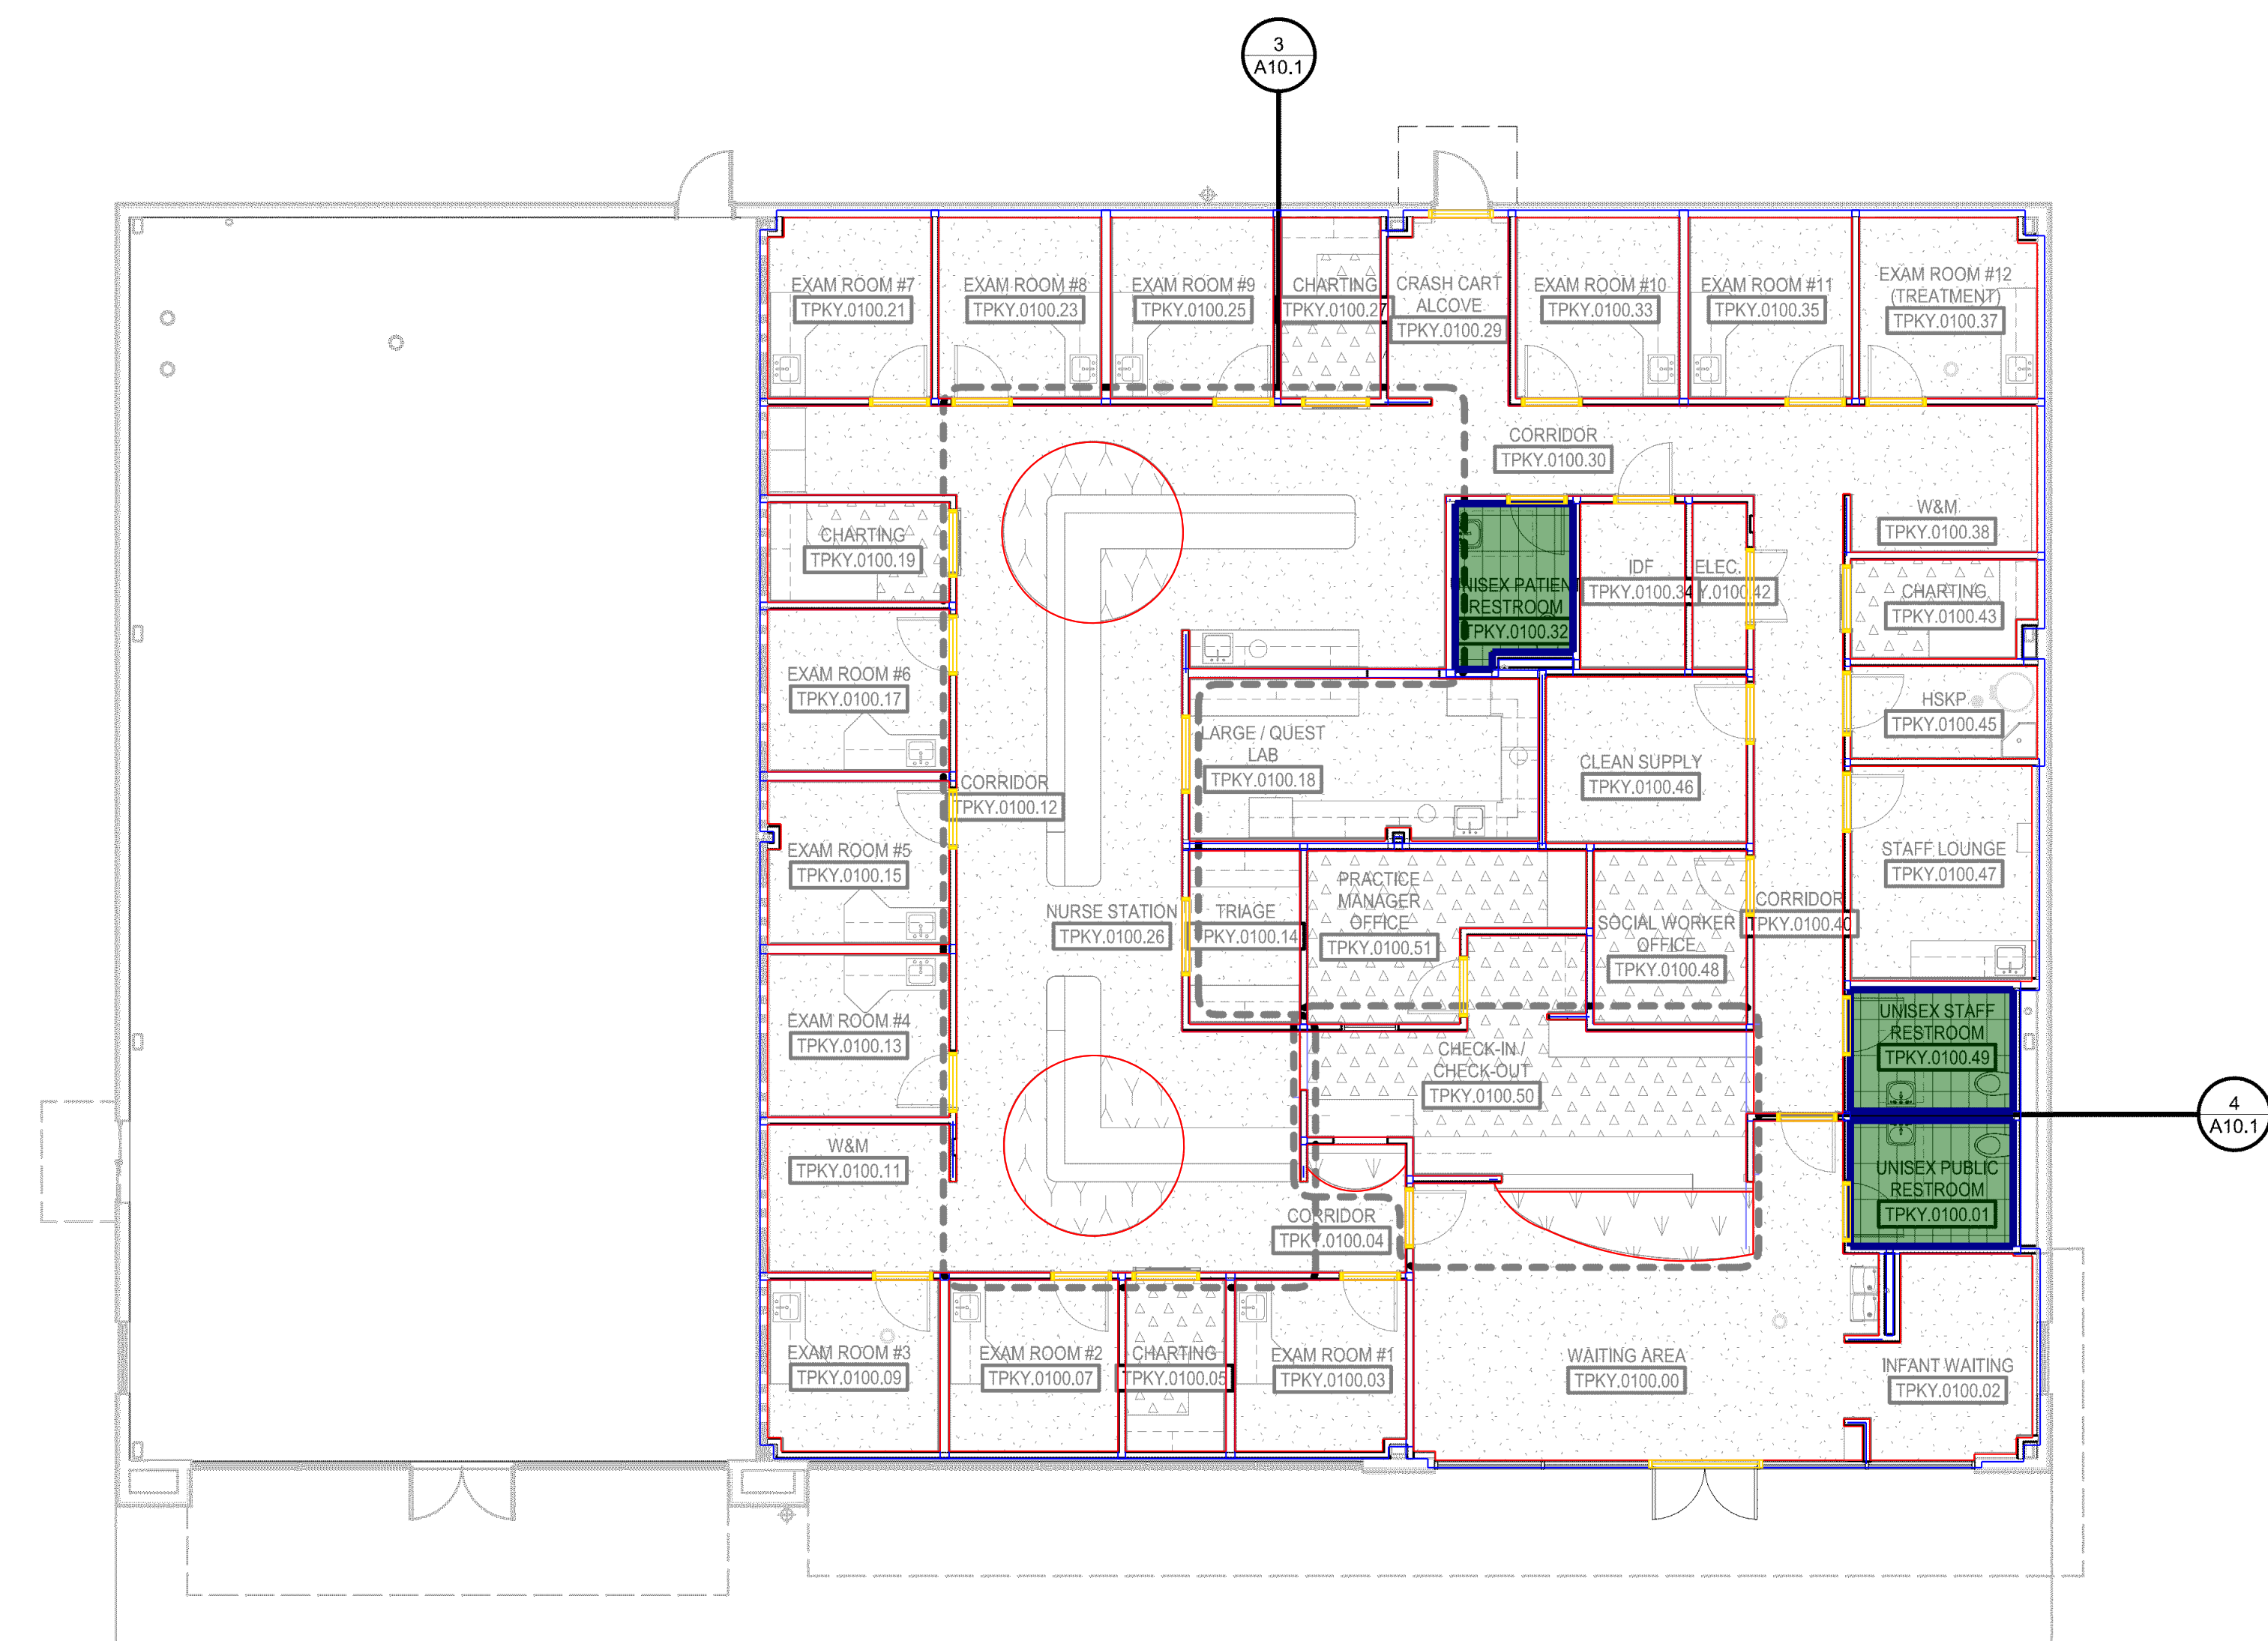 3
A10.1
EXAM ROOM #7
TPKY.0100.21
EXAM ROOM #8
TPKY.0100.23
EXAM ROOM #9
TPKY.0100.25
CHARTING
TPKY.0100.27
CRASH CART
ALCOVE
TPKY.0100.29
EXAM ROOM #10
TPKY.0100.33
EXAM ROOM #11
TPKY.0100.35
EXAM ROOM #12
(TREATMENT)
TPKY.0100.37
CORRIDOR
TPKY.0100.30
W&M
TPKY.0100.38
CHARTING
TPKY.0100.19
UNISEX PATIENT
RESTROOM
TPKY.0100.32
IDF
TPKY.0100.34
ELEC.
Y.0100.42
CHARTING
TPKY.0100.43
EXAM ROOM #6
TPKY.0100.17
HSKP
TPKY.0100.45
LARGE / QUEST
LAB
TPKY.0100.18
CLEAN SUPPLY
TPKY.0100.46
CORRIDOR
TPKY.0100.12
EXAM ROOM #5
TPKY.0100.15
STAFF LOUNGE
TPKY.0100.47
NURSE STATION
TPKY.0100.26
TRIAGE
TPKY.0100.14
PRACTICE
MANAGER
OFFICE
TPKY.0100.51
SOCIAL WORKER
OFFICE
TPKY.0100.48
CORRIDOR
TPKY.0100.40
EXAM ROOM #4
TPKY.0100.13
UNISEX STAFF
RESTROOM
TPKY.0100.49
CHECK-IN /
CHECK-OUT
TPKY.0100.50
4
A10.1
W&M
TPKY.0100.11
UNISEX PUBLIC
RESTROOM
TPKY.0100.01
CORRIDOR
TPKY.0100.04
EXAM ROOM #3
TPKY.0100.09
EXAM ROOM #2
TPKY.0100.07
CHARTING
TPKY.0100.05
EXAM ROOM #1
TPKY.0100.03
WAITING AREA
TPKY.0100.00
INFANT WAITING
TPKY.0100.02